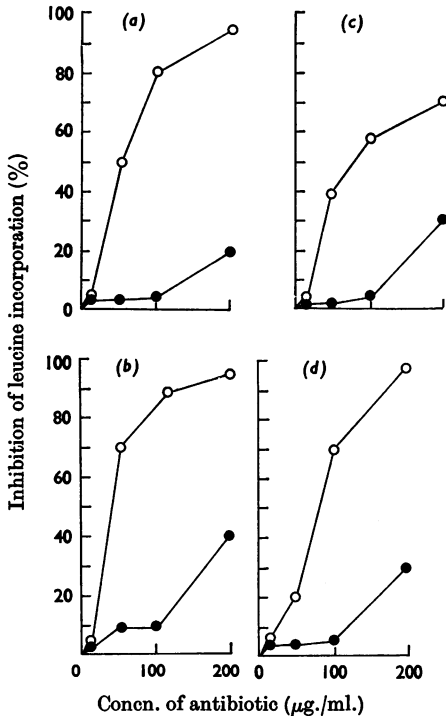 (a)
(c)
100
80
60
40
20
0
(b)
(d)
100
80
60
40
20
0
100
200
0
100
200
Inhibition of leucine incorporation (%)
Concn. of antibiotic (μg./ml.)